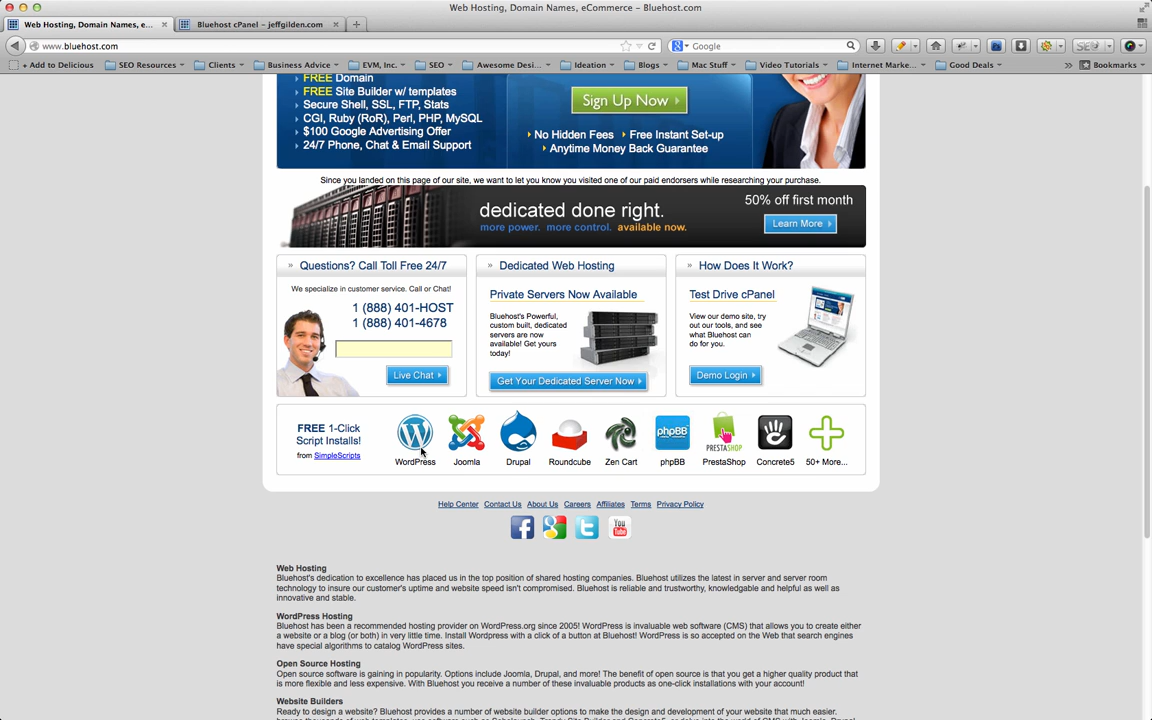 Web Hosting, Domain Names, eCommerce – Bluehost.com
Web Hosting, Domain Names, e...
Bluehost cPanel – jeffgilden.com
www.bluehost.com
Google
+ Add to Delicious
SEO Resources
Clients
Business Advice
EVM, Inc.
SEO
Awesome Desi...
Ideation
Blogs
Mac Stuff
Video Tutorials
Internet Marke...
Good Deals
Bookmarks
FREE Domain
FREE Site Builder w/ templates
Secure Shell, SSL, FTP, Stats
CGI, Ruby (RoR), Perl, PHP, MySQL
$100 Google Advertising Offer
24/7 Phone, Chat & Email Support
Sign Up Now
No Hidden Fees
Free Instant Set-up
Anytime Money Back Guarantee
Since you landed on this page of our site, we want to let you know you visited one of our paid endorsers while researching your purchase.
dedicated done right.
more power. more control. available now.
50% off first month
Learn More
Questions? Call Toll Free 24/7
We specialize in customer service. Call or Chat!
1 (888) 401-HOST
1 (888) 401-4678
Live Chat
Dedicated Web Hosting
Private Servers Now Available
Bluehost's Powerful,
custom built, dedicated
servers are now
available! Get yours
today!
Get Your Dedicated Server Now
How Does It Work?
Test Drive cPanel
View our demo site, try
out our tools, and see
what Bluehost can
do for you.
Demo Login
FREE 1-Click
Script Installs!
from SimpleScripts
WordPress
Joomla
Drupal
Roundcube
Zen Cart
phpBB
phpBB
PRESTASHOP
PrestaShop
Concrete5
50+ More...
Help Center
Contact Us
About Us
Careers
Affiliates
Terms
Privacy Policy
You
Tube
Web Hosting
Bluehost's dedication to excellence has placed us in the top position of shared hosting companies. Bluehost utilizes the latest in server and server room
technology to insure our customer's uptime and website speed isn't compromised. Bluehost is reliable and trustworthy, knowledgable and helpful as well as
innovative and stable.
WordPress Hosting
Bluehost has been a recommended hosting provider on WordPress.org since 2005! WordPress is invaluable web software (CMS) that allows you to create either
a website or a blog (or both) in very little time. Install Wordpress with a click of a button at Bluehost! WordPress is so accepted on the Web that search engines
have special algorithms to catalog WordPress sites.
Open Source Hosting
Open source software is gaining in popularity. Options include Joomla, Drupal, and more! The benefit of open source is that you get a higher quality product that
is more flexible and less expensive. With Bluehost you receive a number of these invaluable products as one-click installations with your account!
Website Builders
Ready to design a website? Bluehost provides a number of website builder options to make the design and development of your website that much easier.